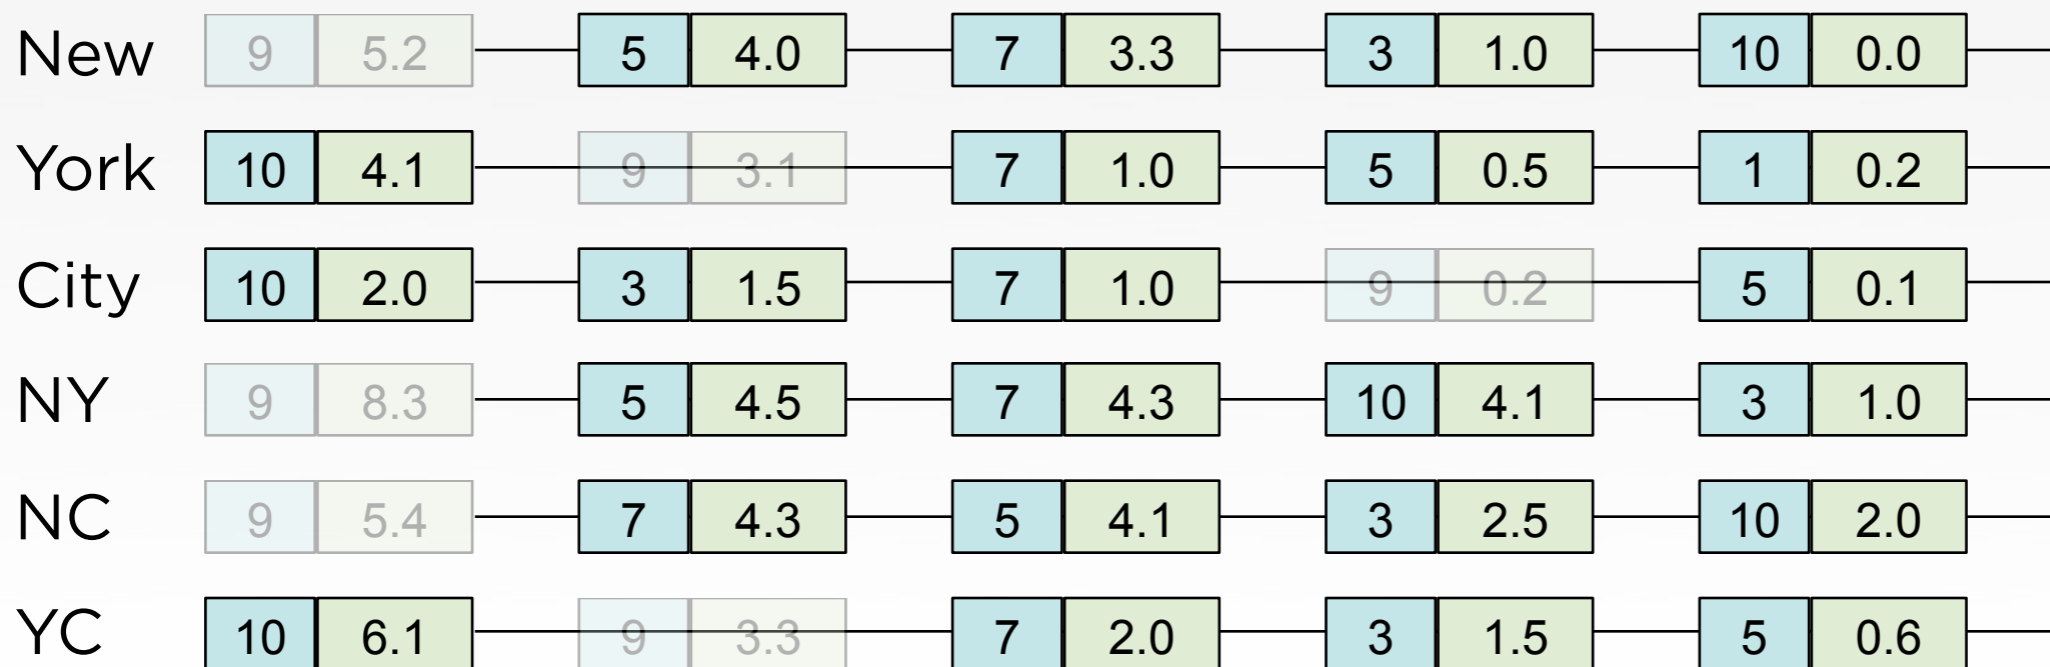 New 9 5.2 5 4.0 7 3.3 3 1.0 10 0.0
York 10 4.1 9 3.1 7 1.0 5 0.5 1 0.2
City 10 2.0 3 1.5 7 1.0 9 0.2 5 0.1
NY 9 8.3 5 4.5 7 4.3 10 4.1 3 1.0
NC 9 5.4 7 4.3 5 4.1 3 2.5 10 2.0
YC 10 6.1 9 3.3 7 2.0 3 1.5 5 0.6